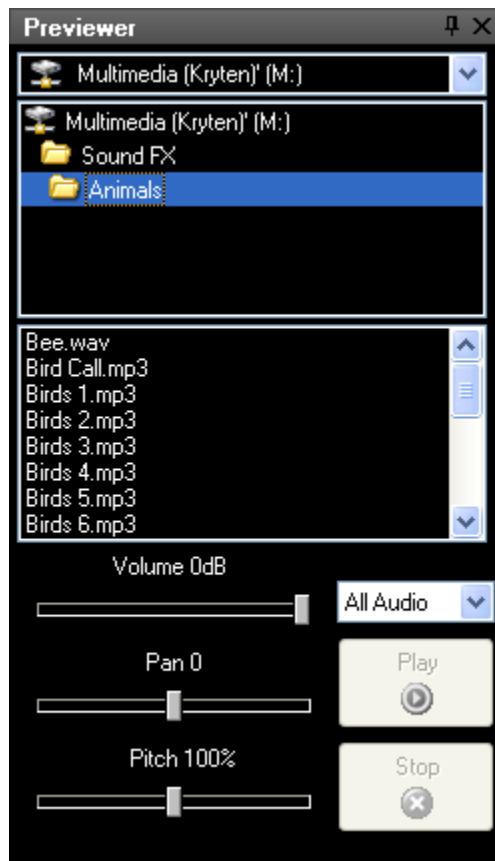 Previewer
Multimedia (Kryten)' (M:)
Multimedia (Kryten)' (M:)
Sound FX
Animals
Bee.wav
Bird Call.mp3
Birds 1.mp3
Birds 2.mp3
Birds 3.mp3
Birds 4.mp3
Birds 5.mp3
Birds 6.mp3
Volume 0dB
All Audio
Pan 0
Play
Pitch 100%
Stop